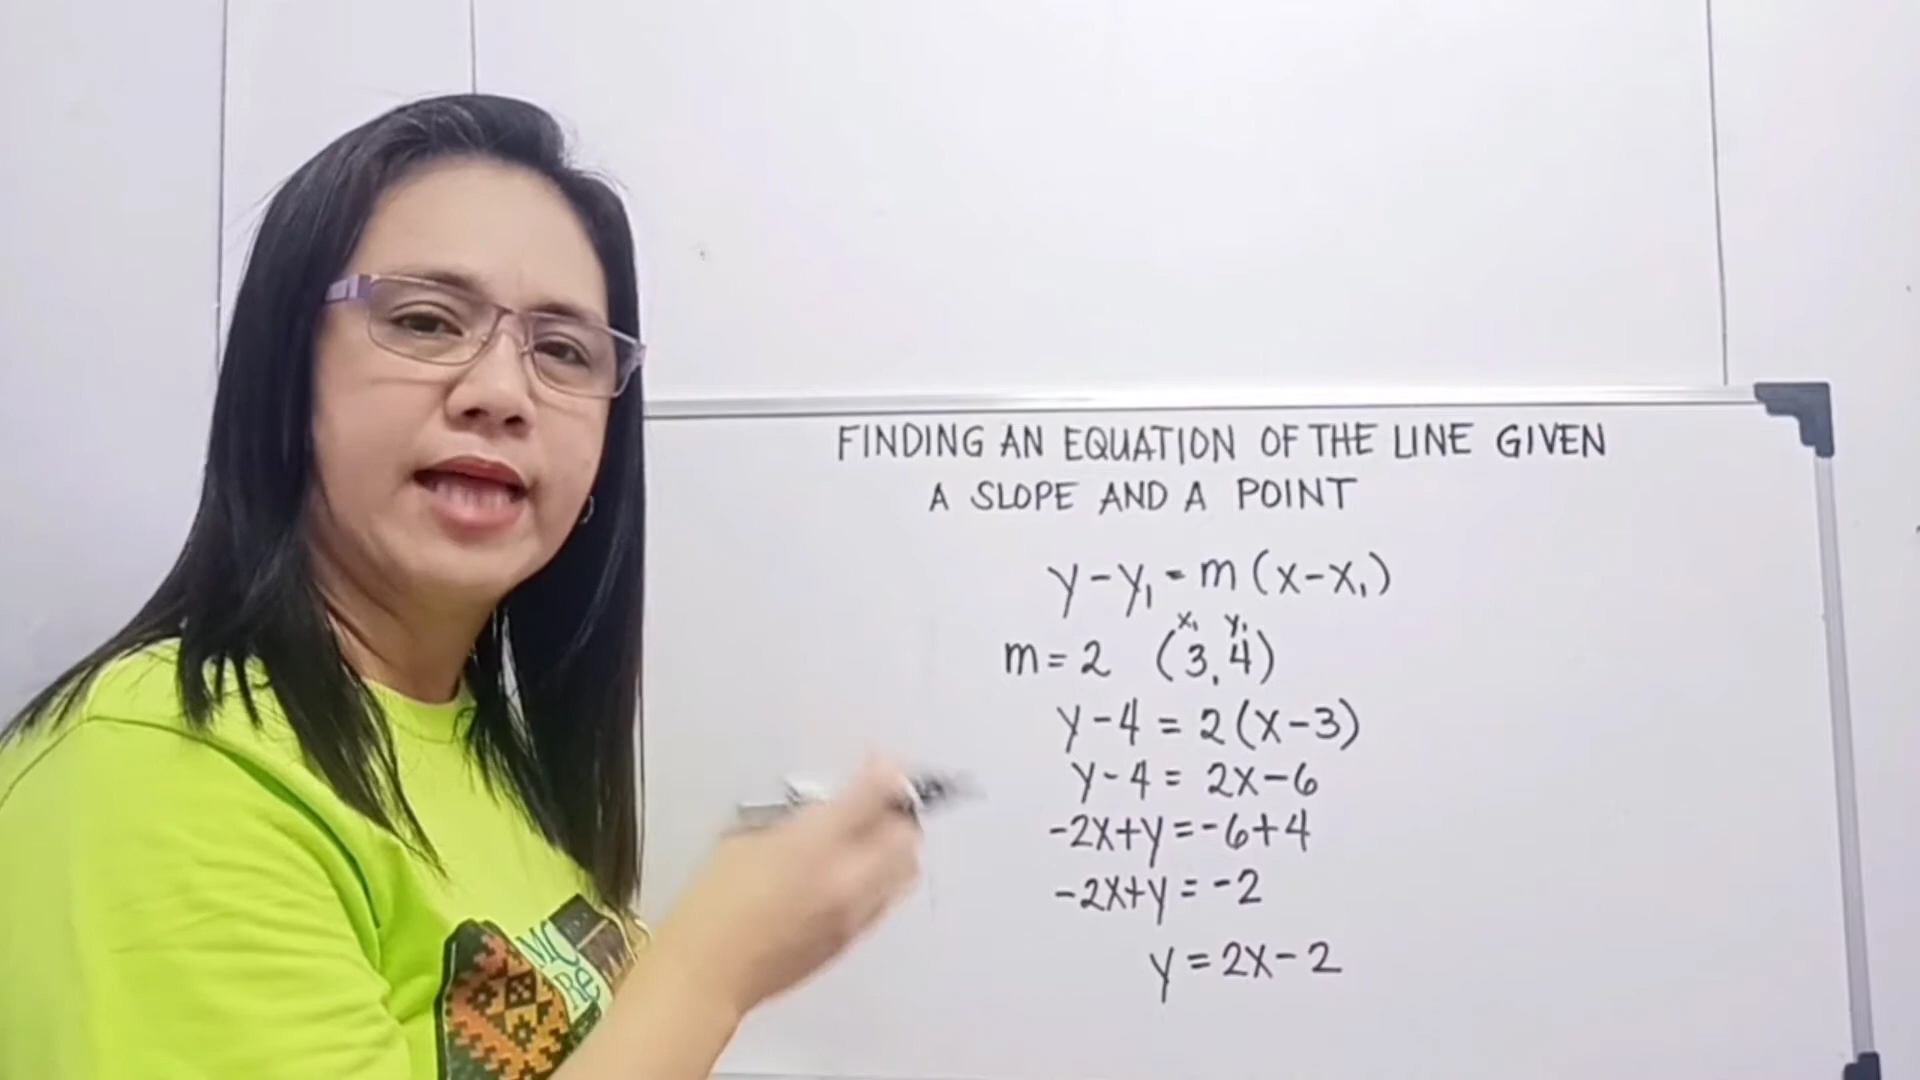 FINDING AN EQUATION OF THE LINE GIVEN
A SLOPE AND A POINT
y-y₁ = m(x-x₁)
x₁ y₁
m=2 (3,4)
y-4 = 2(x-3)
y-4 = 2x-6
-2x+y=-6+4
-2x+y=-2
y=2x-2